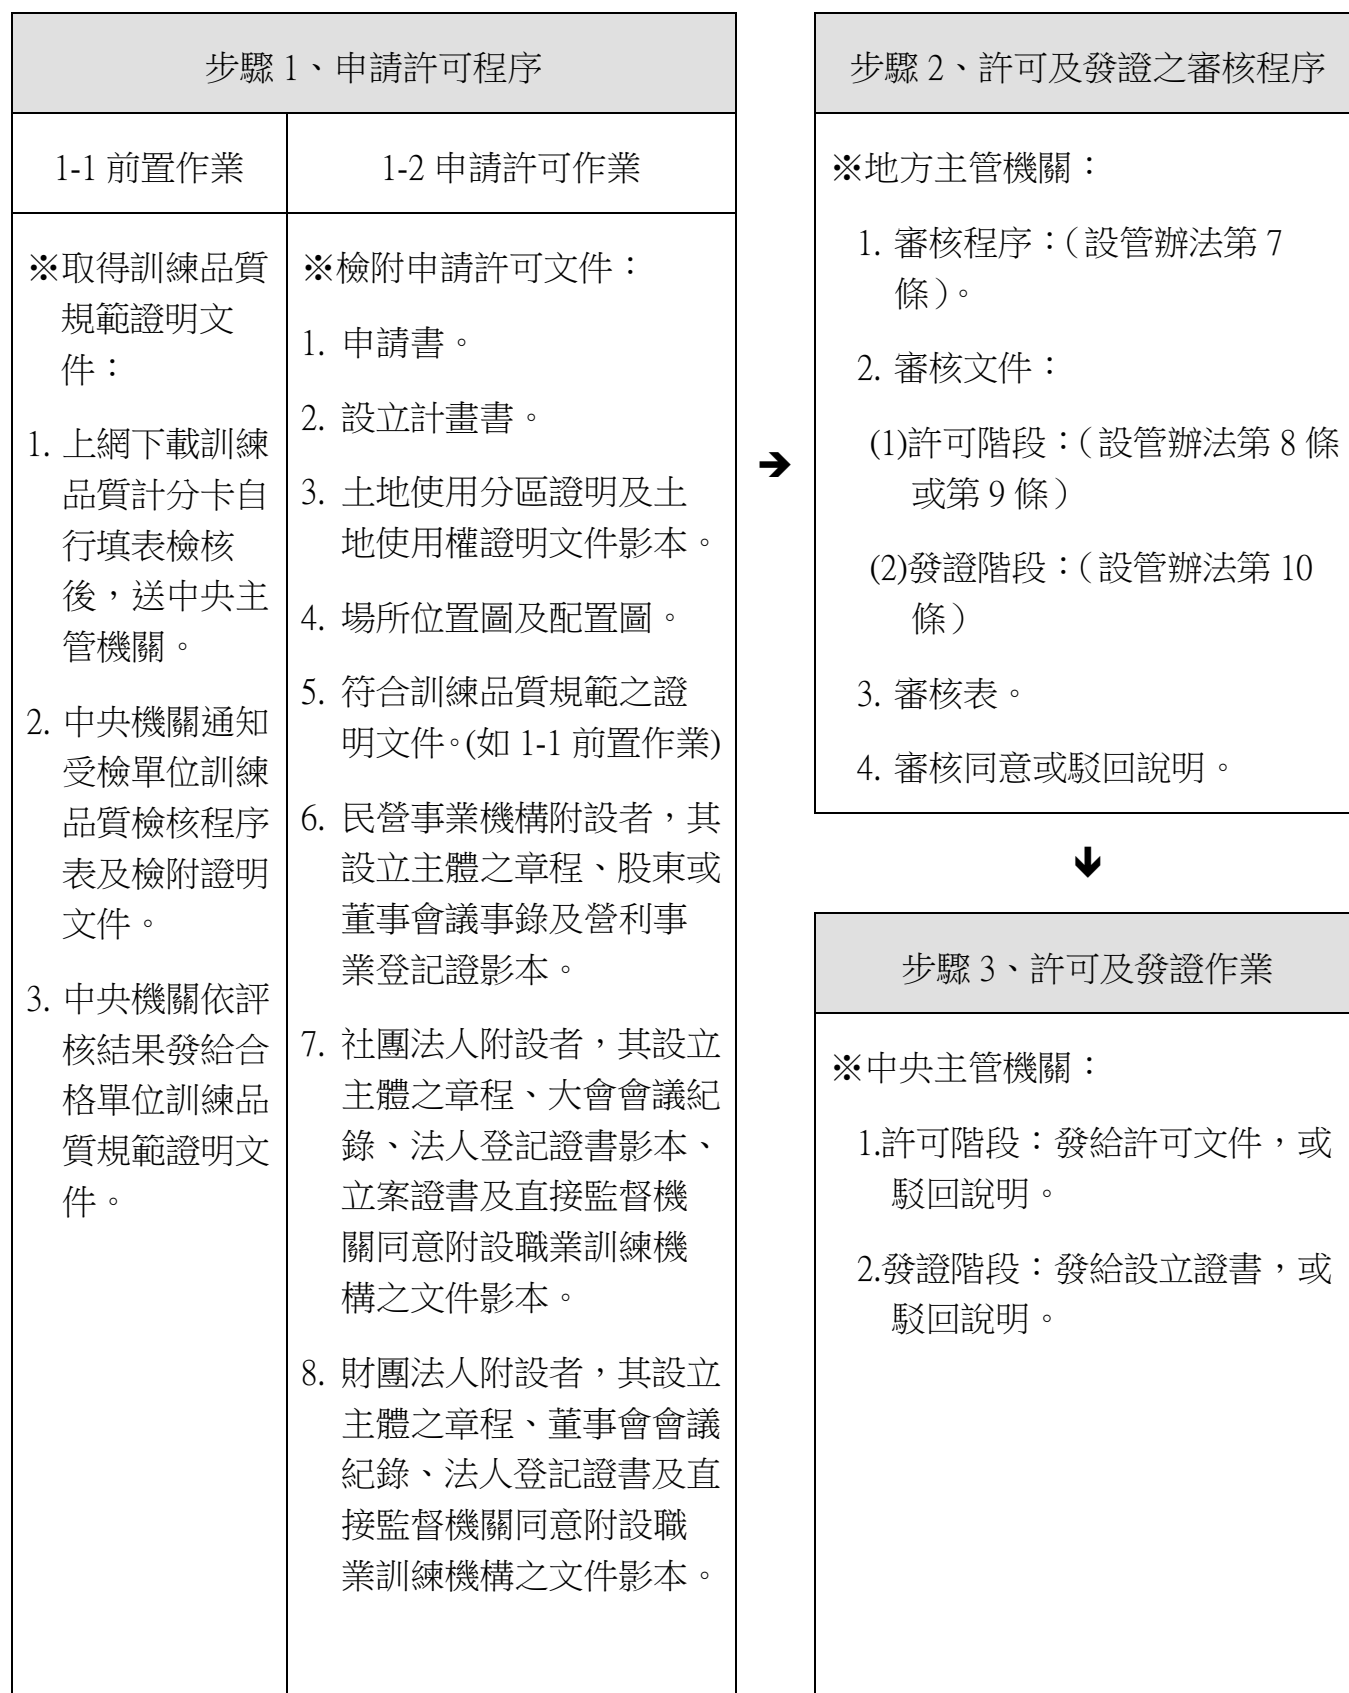 步驟 1、申請許可程序
1-1 前置作業
1-2 申請許可作業
※取得訓練品質
規範證明文
件：
1. 上網下載訓練
品質計分卡自
行填表檢核
後，送中央主
管機關。
2. 中央機關通知
受檢單位訓練
品質檢核程序
表及檢附證明
文件。
3. 中央機關依評
核結果發給合
格單位訓練品
質規範證明文
件。
※檢附申請許可文件：
1. 申請書。
2. 設立計畫書。
3. 土地使用分區證明及土
地使用權證明文件影本。
4. 場所位置圖及配置圖。
5. 符合訓練品質規範之證
明文件。(如 1-1 前置作業)
6. 民營事業機構附設者，其
設立主體之章程、股東或
董事會議事錄及營利事
業登記證影本。
7. 社團法人附設者，其設立
主體之章程、大會會議紀
錄、法人登記證書影本、
立案證書及直接監督機
關同意附設職業訓練機
構之文件影本。
8. 財團法人附設者，其設立
主體之章程、董事會會議
紀錄、法人登記證書及直
接監督機關同意附設職
業訓練機構之文件影本。
➔
步驟 2、許可及發證之審核程序
※地方主管機關：
1. 審核程序：（設管辦法第 7
條）。
2. 審核文件：
(1)許可階段：（設管辦法第 8 條
或第 9 條）
(2)發證階段：（設管辦法第 10
條）
3. 審核表。
4. 審核同意或駁回說明。
🡻
步驟 3、許可及發證作業
※中央主管機關：
1.許可階段：發給許可文件，或
駁回說明。
2.發證階段：發給設立證書，或
駁回說明。